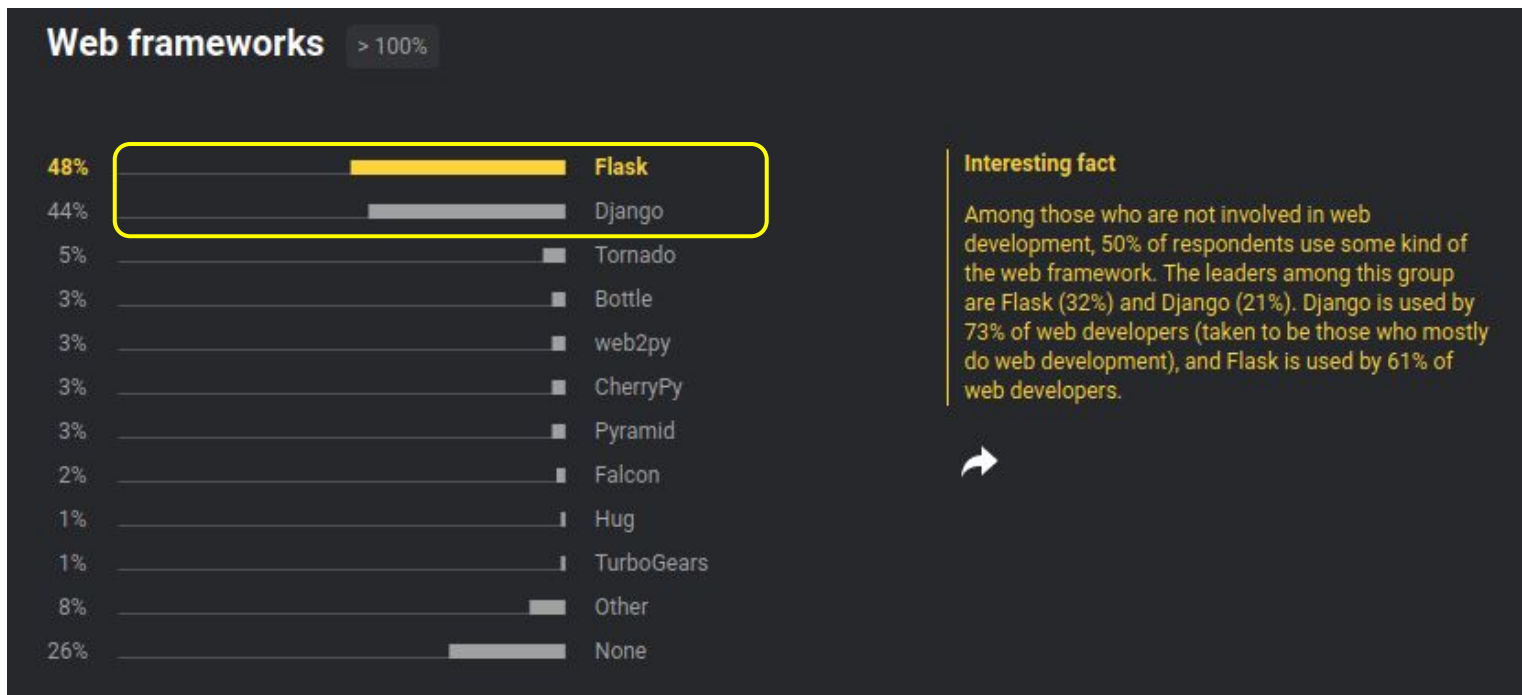 Web frameworks > 100%
48% Flask
44% Django
5% Tornado
3% Bottle
3% web2py
3% CherryPy
3% Pyramid
2% Falcon
1% Hug
1% TurboGears
8% Other
26% None
Interesting fact
Among those who are not involved in web
development, 50% of respondents use some kind of
the web framework. The leaders among this group
are Flask (32%) and Django (21%). Django is used by
73% of web developers (taken to be those who mostly
do web development), and Flask is used by 61% of
web developers.